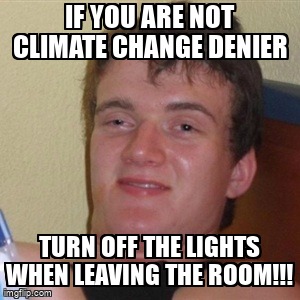 IF YOU ARE NOT
CLIMATE CHANGE DENIER
TURN OFF THE LIGHTS
WHEN LEAVING THE ROOM!!!
imgflip.com